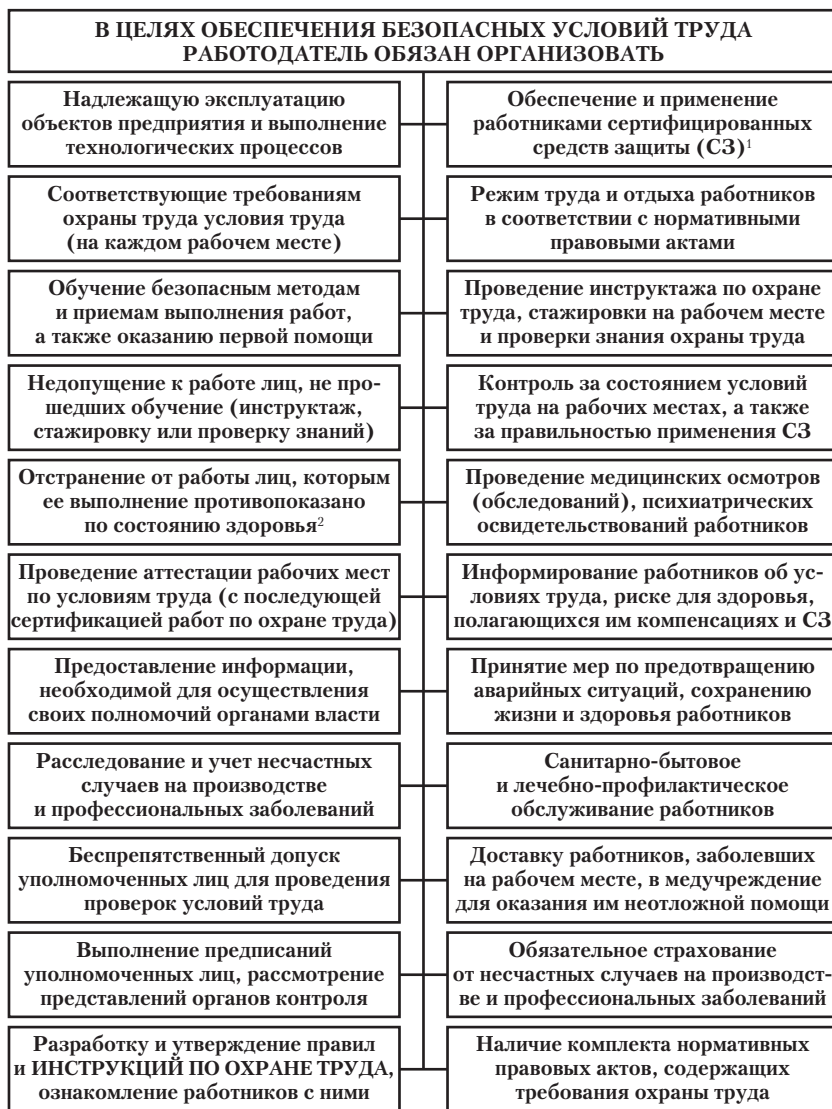 В ЦЕЛЯХ ОБЕСПЕЧЕНИЯ БЕЗОПАСНЫХ УСЛОВИЙ ТРУДА
РАБОТОДАТЕЛЬ ОБЯЗАН ОРГАНИЗОВАТЬ
Надлежащую эксплуатацию
объектов предприятия и выполнение
технологических процессов
Обеспечение и применение
работниками сертифицированных
средств защиты (СЗ)¹
Соответствующие требованиям
охраны труда условия труда
(на каждом рабочем месте)
Режим труда и отдыха работников
в соответствии с нормативными
правовыми актами
Обучение безопасным методам
и приемам выполнения работ,
а также оказанию первой помощи
Проведение инструктажа по охране
труда, стажировки на рабочем месте
и проверки знания охраны труда
Недопущение к работе лиц, не про-
шедших обучение (инструктаж,
стажировку или проверку знаний)
Контроль за состоянием условий
труда на рабочих местах, а также
за правильностью применения СЗ
Отстранение от работы лиц, которым
ее выполнение противопоказано
по состоянию здоровья²
Проведение медицинских осмотров
(обследований), психиатрических
освидетельствований работников
Проведение аттестации рабочих мест
по условиям труда (с последующей
сертификацией работ по охране труда)
Информирование работников об ус-
ловиях труда, риске для здоровья,
полагающихся им компенсациях и СЗ
Предоставление информации,
необходимой для осуществления
своих полномочий органами власти
Принятие мер по предотвращению
аварийных ситуаций, сохранению
жизни и здоровья работников
Расследование и учет несчастных
случаев на производстве
и профессиональных заболеваний
Санитарно-бытовое
и лечебно-профилактическое
обслуживание работников
Беспрепятственный допуск
уполномоченных лиц для проведения
проверок условий труда
Доставку работников, заболевших
на рабочем месте, в медучреждение
для оказания им неотложной помощи
Выполнение предписаний
уполномоченных лиц, рассмотрение
представлений органов контроля
Обязательное страхование
от несчастных случаев на производст-
ве и профессиональных заболеваний
Разработку и утверждение правил
и ИНСТРУКЦИЙ ПО ОХРАНЕ ТРУДА,
ознакомление работников с ними
Наличие комплекта нормативных
правовых актов, содержащих
требования охраны труда